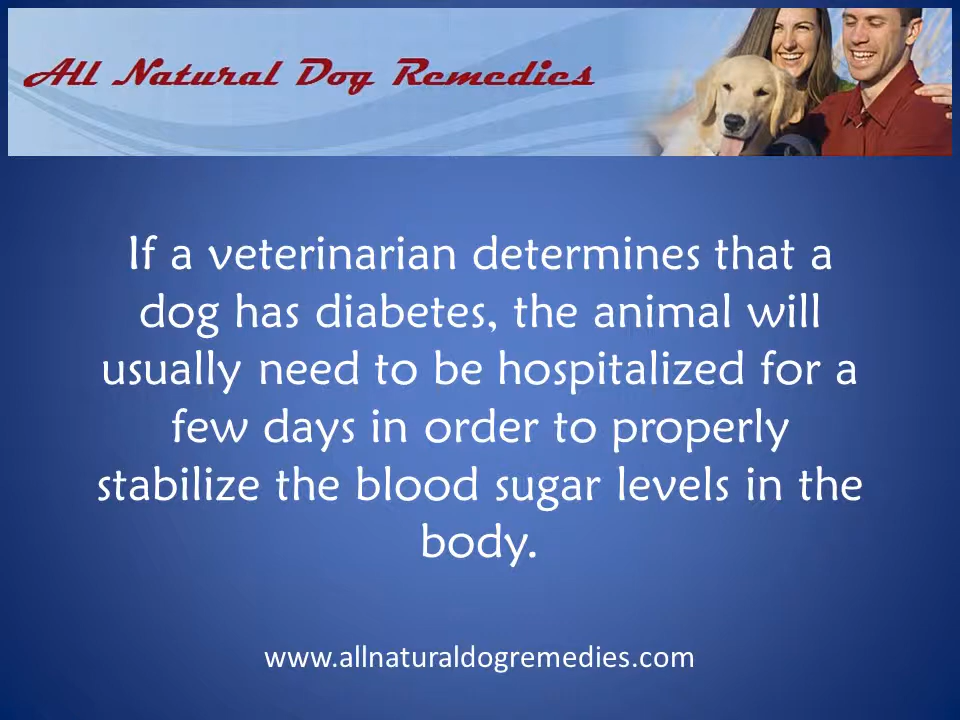 All Natural Dog Remedies
If a veterinarian determines that a
dog has diabetes, the animal will
usually need to be hospitalized for a
few days in order to properly
stabilize the blood sugar levels in the
body.
www.allnaturaldogremedies.com